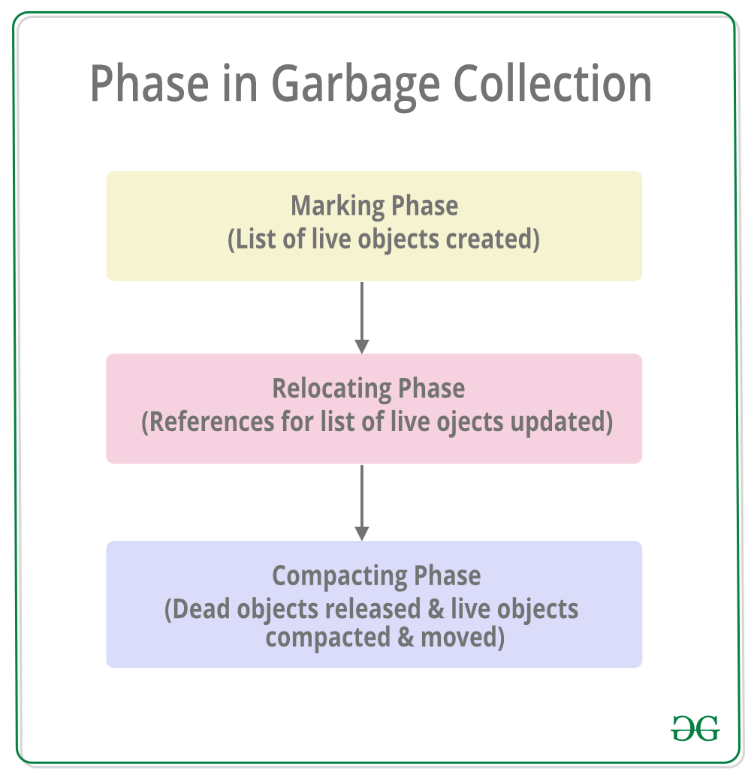 Phase in Garbage Collection
Marking Phase
(List of live objects created)
Relocating Phase
(References for list of live ojects updated)
Compacting Phase
(Dead objects released & live objects
compacted & moved)